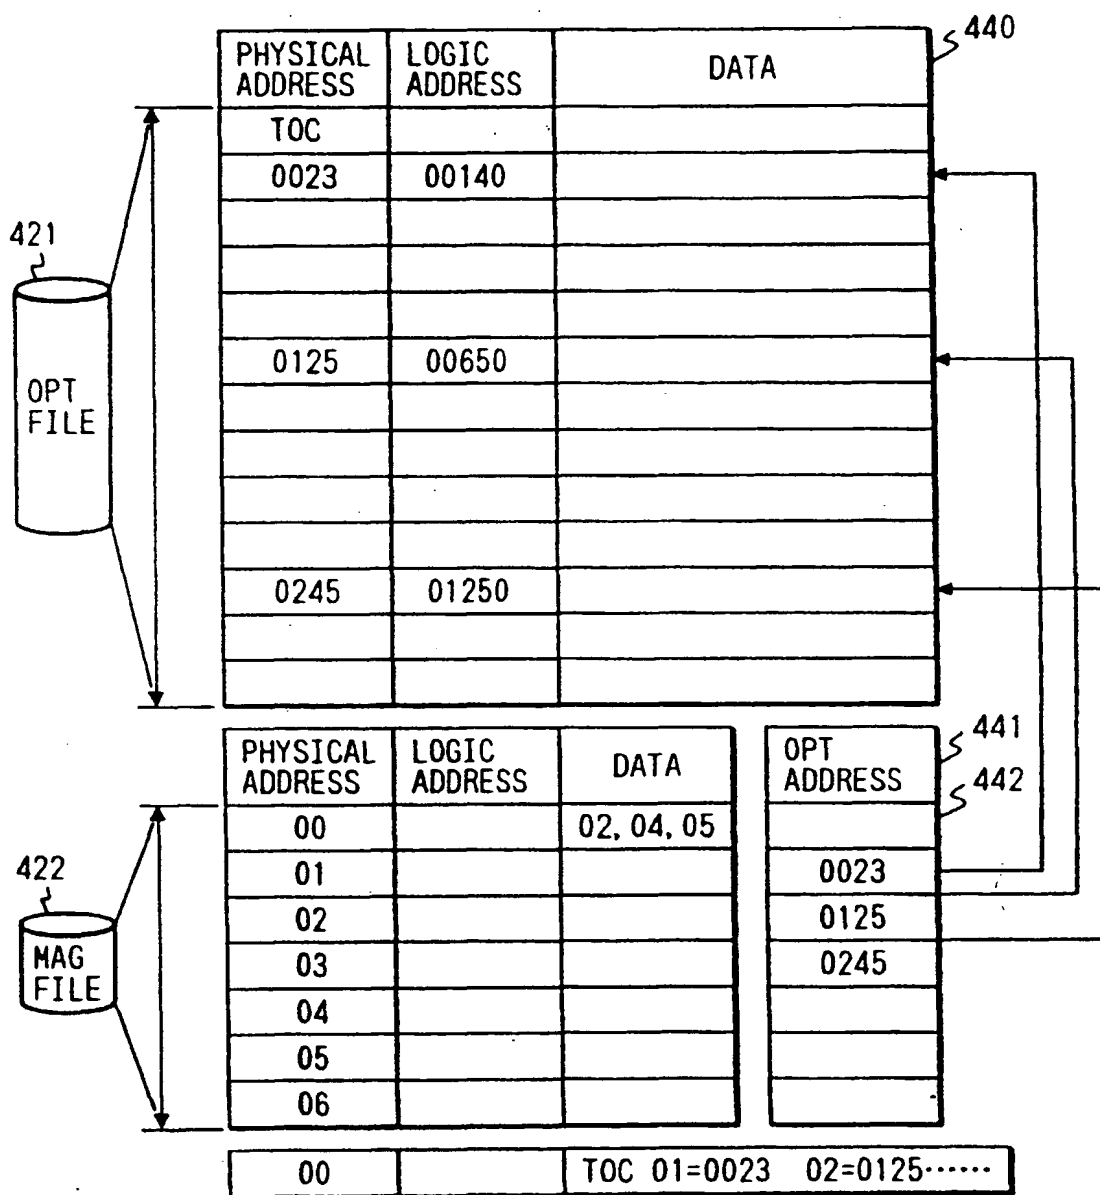 440
PHYSICAL ADDRESS LOGIC ADDRESS DATA
TOC
0023 00140
421
OPT FILE
0125 00650
0245 01250
441
PHYSICAL ADDRESS LOGIC ADDRESS DATA OPT ADDRESS
442
00 02, 04, 05
422
01 0023
02 0125
MAG FILE
03 0245
04
05
06
00 TOC 01=0023 02=0125······